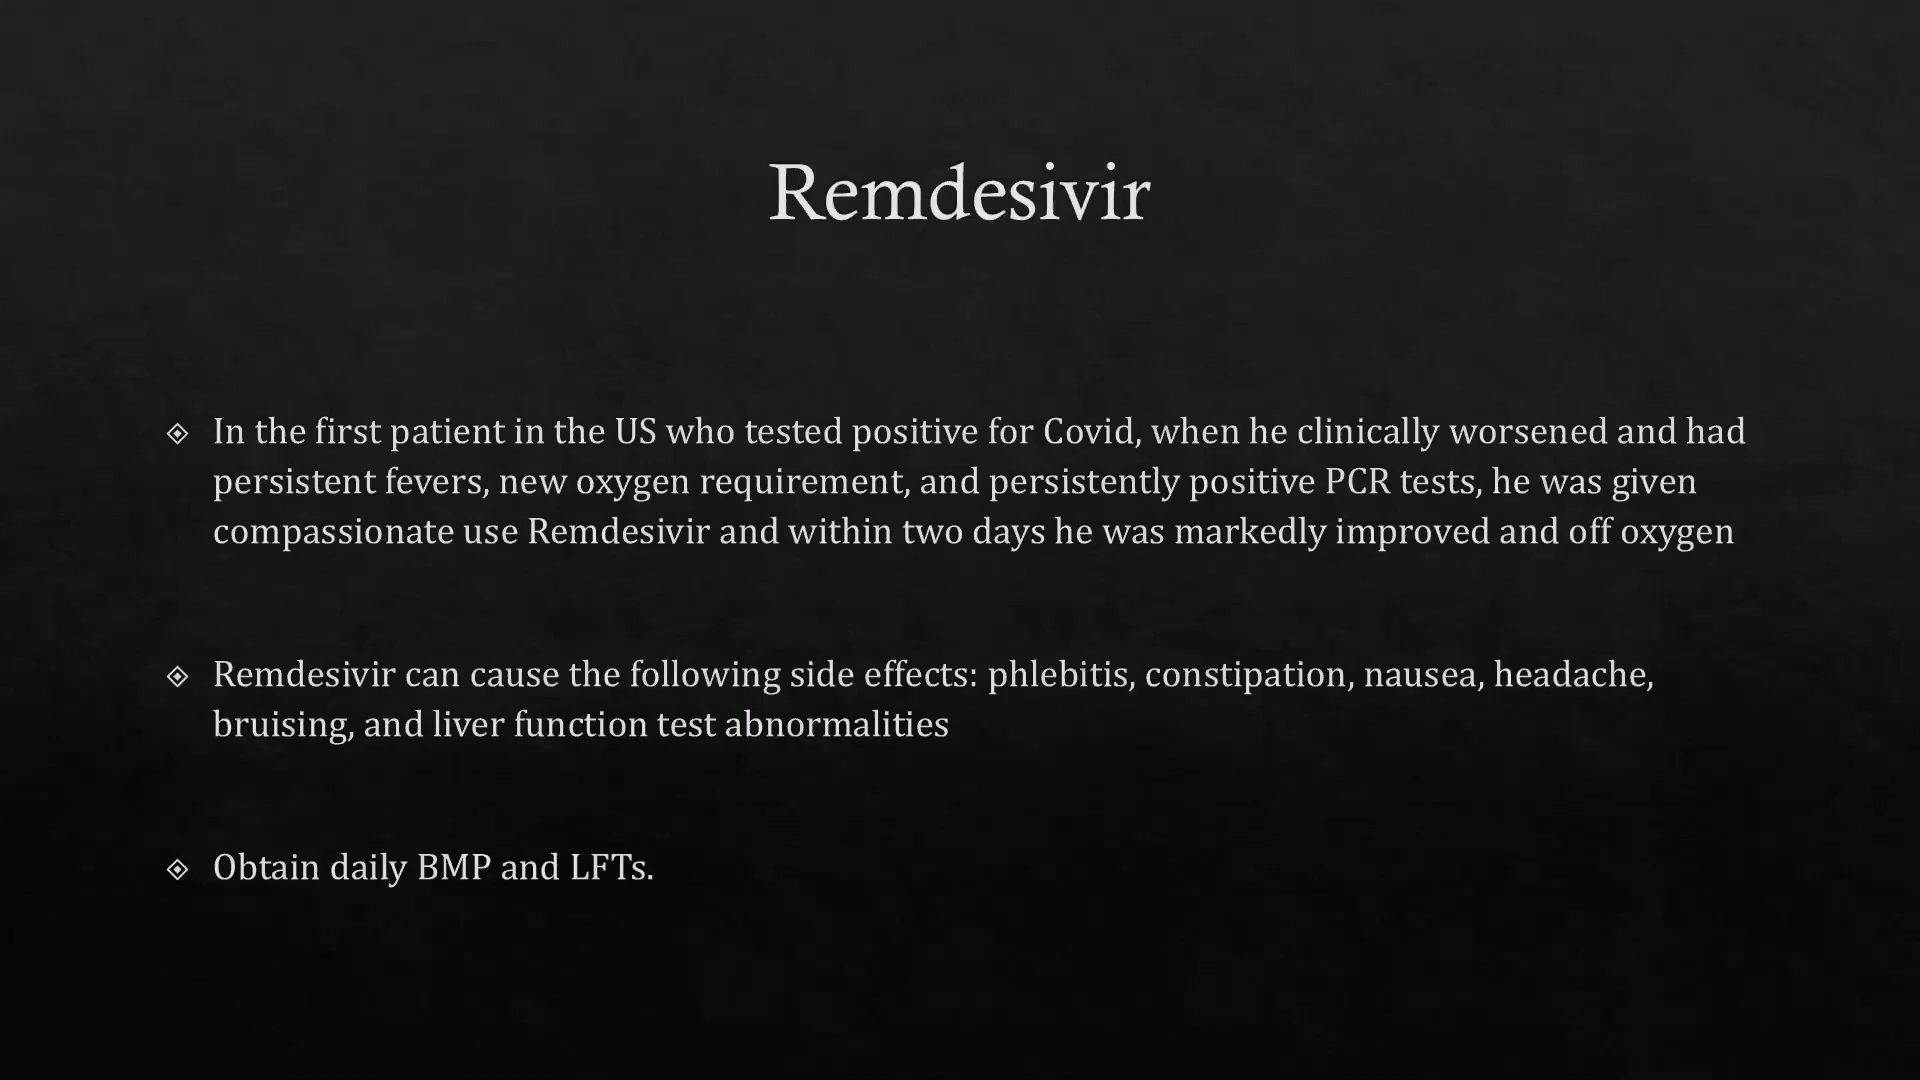 Remdesivir
In the first patient in the US who tested positive for Covid, when he clinically worsened and had
persistent fevers, new oxygen requirement, and persistently positive PCR tests, he was given
compassionate use Remdesivir and within two days he was markedly improved and off oxygen
Remdesivir can cause the following side effects: phlebitis, constipation, nausea, headache,
bruising, and liver function test abnormalities
Obtain daily BMP and LFTs.